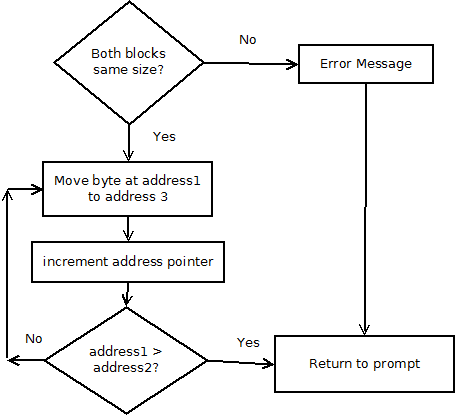 Both blocks
same size?
No
Error Message
Yes
Move byte at address1
to address 3
increment address pointer
No
address1 >
address2?
Yes
Return to prompt